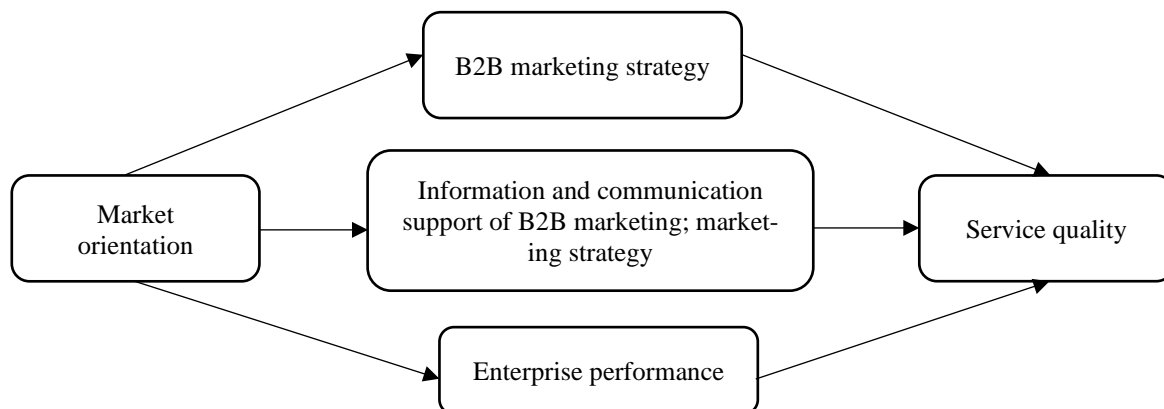 B2B marketing strategy
Market
orientation
Information and communication
support of B2B marketing; market-
ing strategy
Service quality
Enterprise performance